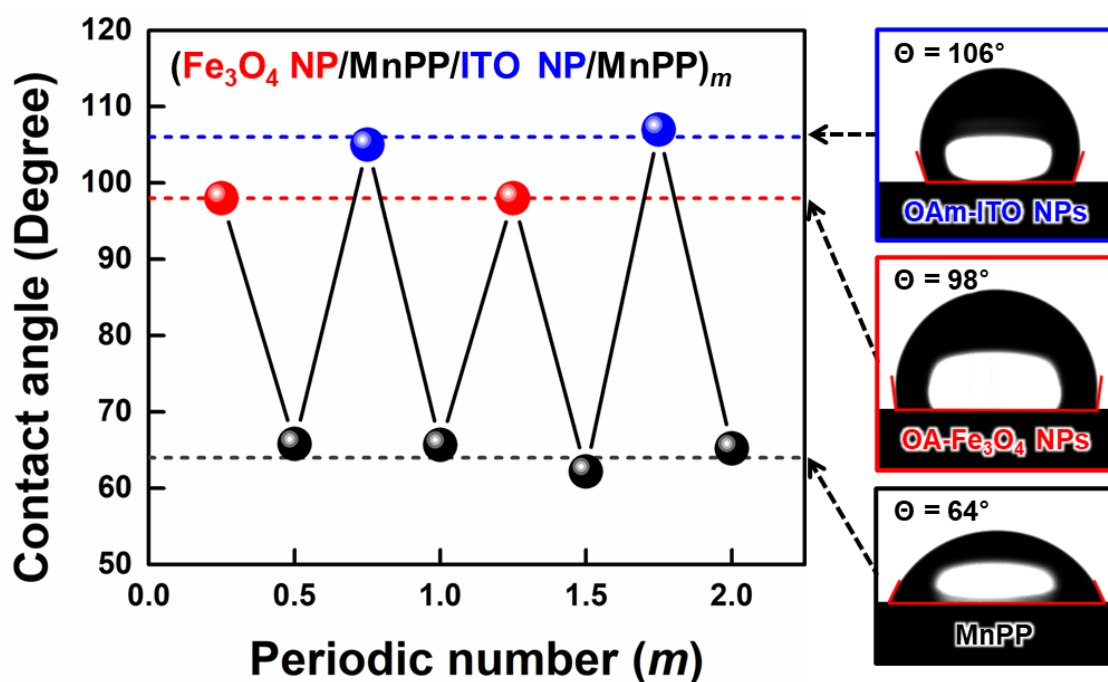 120
110
100
90
80
70
60
50
Contact angle (Degree)
(Fe₃O₄ NP/MnPP/ITO NP/MnPP)ₘ
0.0 0.5 1.0 1.5 2.0
Periodic number (m)
Θ = 106°
OAm-ITO NPs
Θ = 98°
OA-Fe₃O₄ NPs
Θ = 64°
MnPP